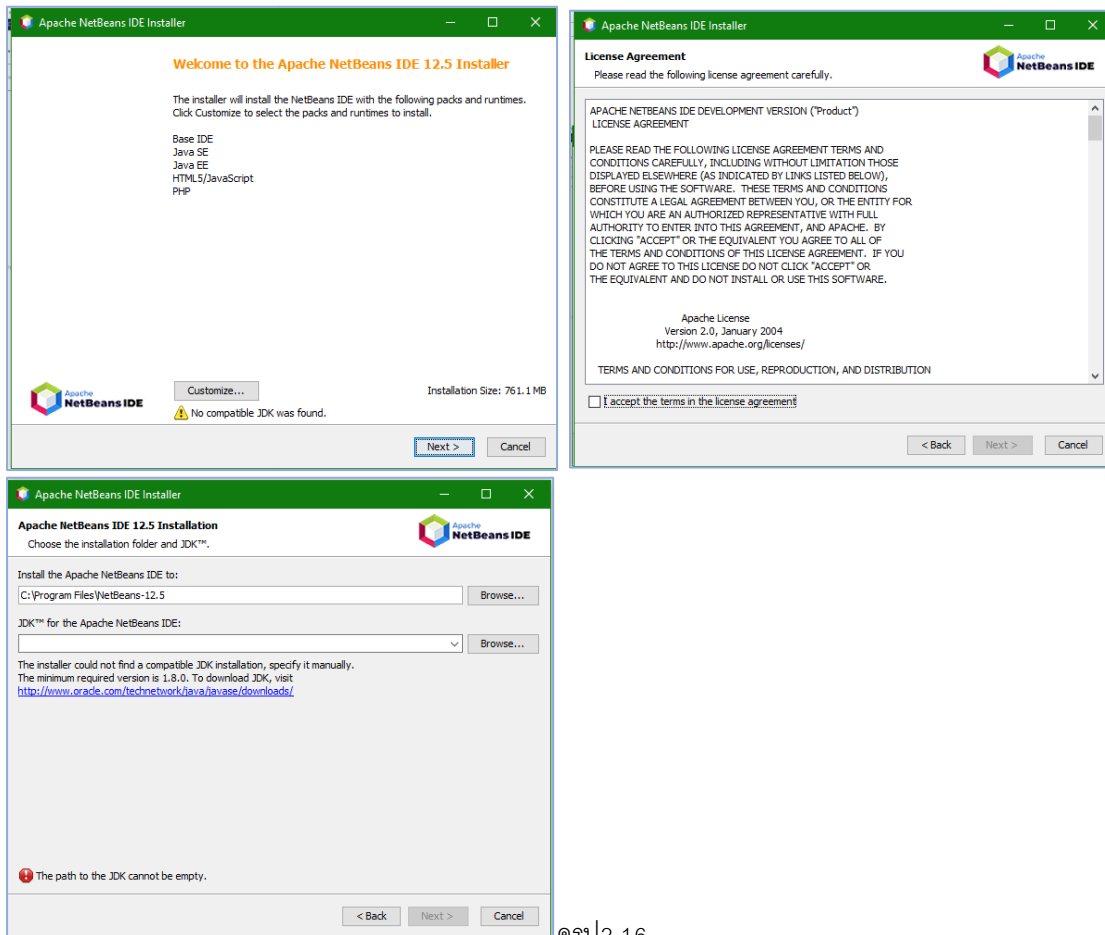 Apache NetBeans IDE Installer
Welcome to the Apache NetBeans IDE 12.5 Installer
The installer will install the NetBeans IDE with the following packs and runtimes.
Click Customize to select the packs and runtimes to install.
Base IDE
Java SE
Java EE
HTML5/JavaScript
PHP
Apache
NetBeans IDE
Customize...
Installation Size: 761.1 MB
No compatible JDK was found.
Next >
Cancel
Apache NetBeans IDE Installer
License Agreement
Please read the following license agreement carefully.
Apache
NetBeans IDE
APACHE NETBEANS IDE DEVELOPMENT VERSION ("Product")
LICENSE AGREEMENT
PLEASE READ THE FOLLOWING LICENSE AGREEMENT TERMS AND
CONDITIONS CAREFULLY, INCLUDING WITHOUT LIMITATION THOSE
DISPLAYED ELSEWHERE (AS INDICATED BY LINKS LISTED BELOW),
BEFORE USING THE SOFTWARE.  THESE TERMS AND CONDITIONS
CONSTITUTE A LEGAL AGREEMENT BETWEEN YOU, OR THE ENTITY FOR
WHICH YOU ARE AN AUTHORIZED REPRESENTATIVE WITH FULL
AUTHORITY TO ENTER INTO THIS AGREEMENT, AND APACHE.  BY
CLICKING "ACCEPT" OR THE EQUIVALENT YOU AGREE TO ALL OF
THE TERMS AND CONDITIONS OF THIS LICENSE AGREEMENT.  IF YOU
DO NOT AGREE TO THIS LICENSE DO NOT CLICK "ACCEPT" OR
THE EQUIVALENT AND DO NOT INSTALL OR USE THIS SOFTWARE.
Apache License
Version 2.0, January 2004
http://www.apache.org/licenses/
TERMS AND CONDITIONS FOR USE, REPRODUCTION, AND DISTRIBUTION
I accept the terms in the license agreement
< Back
Next >
Cancel
Apache NetBeans IDE Installer
Apache NetBeans IDE 12.5 Installation
Choose the installation folder and JDK™.
Apache
NetBeans IDE
Install the Apache NetBeans IDE to:
C:\Program Files\NetBeans-12.5
Browse...
JDK™ for the Apache NetBeans IDE:
Browse...
The installer could not find a compatible JDK installation, specify it manually.
The minimum required version is 1.8.0. To download JDK, visit
http://www.oracle.com/technetwork/java/javase/downloads/
The path to the JDK cannot be empty.
< Back
Next >
Cancel